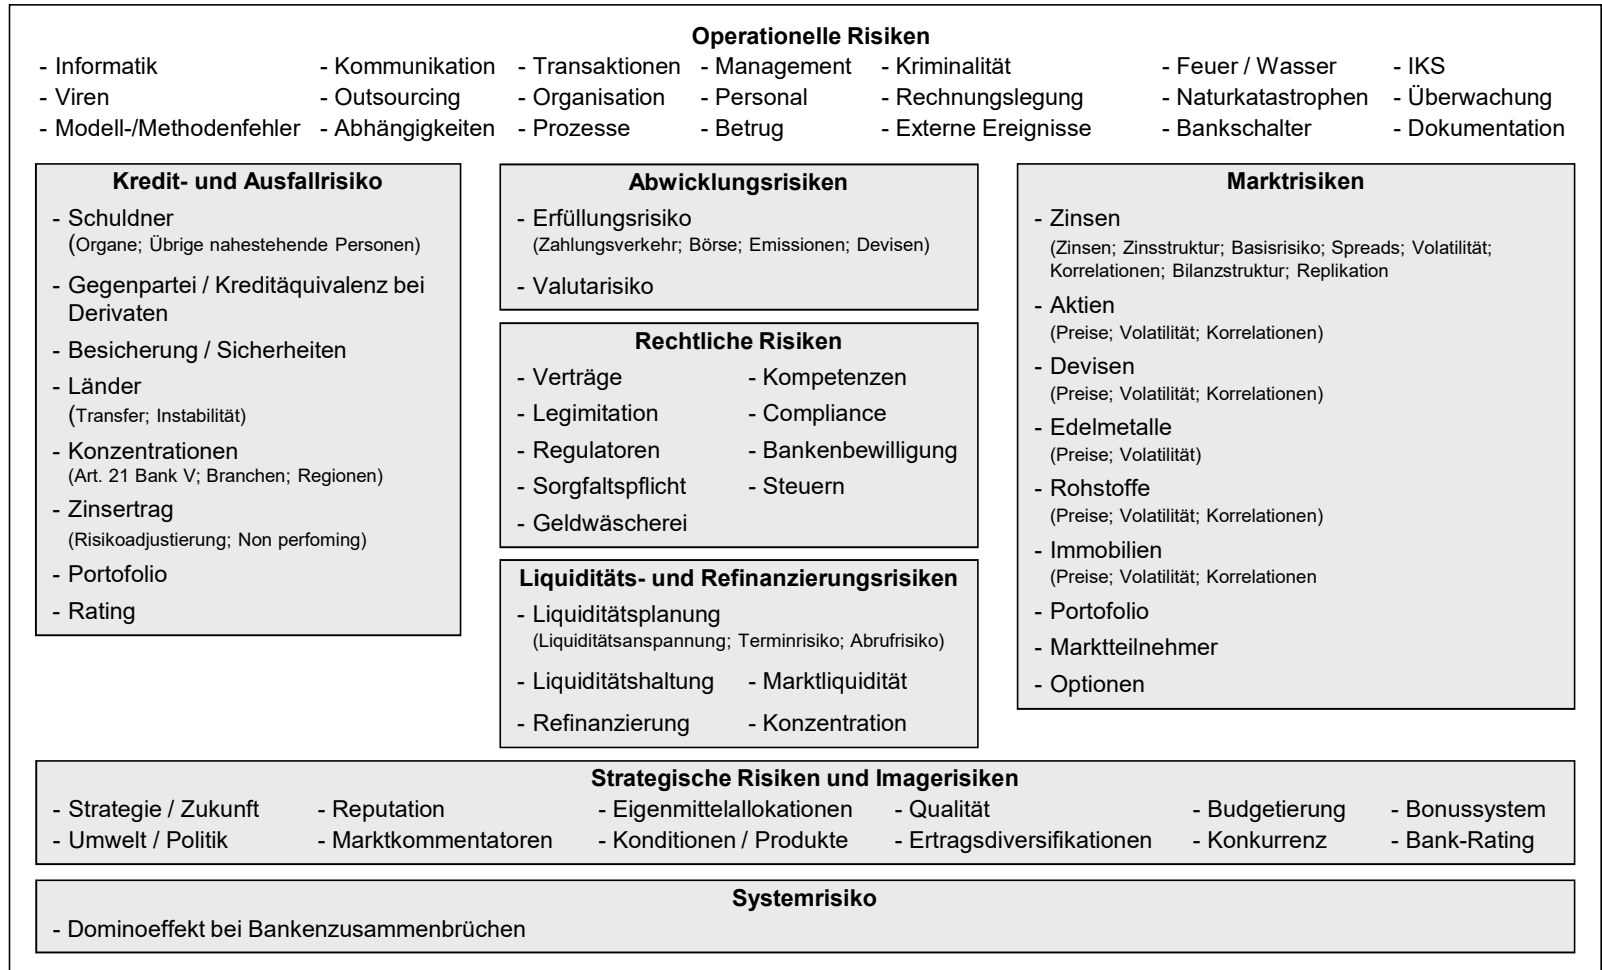 Operationelle Risiken
- Informatik - Kommunikation - Transaktionen - Management - Kriminalität - Feuer / Wasser - IKS
- Viren - Outsourcing - Organisation - Personal - Rechnungslegung - Naturkatastrophen - Überwachung
- Modell-/Methodenfehler - Abhängigkeiten - Prozesse - Betrug - Externe Ereignisse - Bankschalter - Dokumentation
Kredit- und Ausfallrisiko
- Schuldner
(Organe; Übrige nahestehende Personen)
- Gegenpartei / Kreditäquivalenz bei
Derivaten
- Besicherung / Sicherheiten
- Länder
(Transfer; Instabilität)
- Konzentrationen
(Art. 21 Bank V; Branchen; Regionen)
- Zinsertrag
(Risikoadjustierung; Non perfoming)
- Portofolio
- Rating
Abwicklungsrisiken
- Erfüllungsrisiko
(Zahlungsverkehr; Börse; Emissionen; Devisen)
- Valutarisiko
Rechtliche Risiken
- Verträge - Kompetenzen
- Legimitation - Compliance
- Regulatoren - Bankenbewilligung
- Sorgfaltspflicht - Steuern
- Geldwäscherei
Liquiditäts- und Refinanzierungsrisiken
- Liquiditätsplanung
(Liquiditätsanspannung; Terminrisiko; Abrufrisiko)
- Liquiditätshaltung - Marktliquidität
- Refinanzierung - Konzentration
Marktrisiken
- Zinsen
(Zinsen; Zinsstruktur; Basisrisiko; Spreads; Volatilität;
Korrelationen; Bilanzstruktur; Replikation
- Aktien
(Preise; Volatilität; Korrelationen)
- Devisen
(Preise; Volatilität; Korrelationen)
- Edelmetalle
(Preise; Volatilität)
- Rohstoffe
(Preise; Volatilität; Korrelationen)
- Immobilien
(Preise; Volatilität; Korrelationen
- Portofolio
- Marktteilnehmer
- Optionen
Strategische Risiken und Imagerisiken
- Strategie / Zukunft - Reputation - Eigenmittelallokationen - Qualität - Budgetierung - Bonussystem
- Umwelt / Politik - Marktkommentatoren - Konditionen / Produkte - Ertragsdiversifikationen - Konkurrenz - Bank-Rating
Systemrisiko
- Dominoeffekt bei Bankenzusammenbrüchen